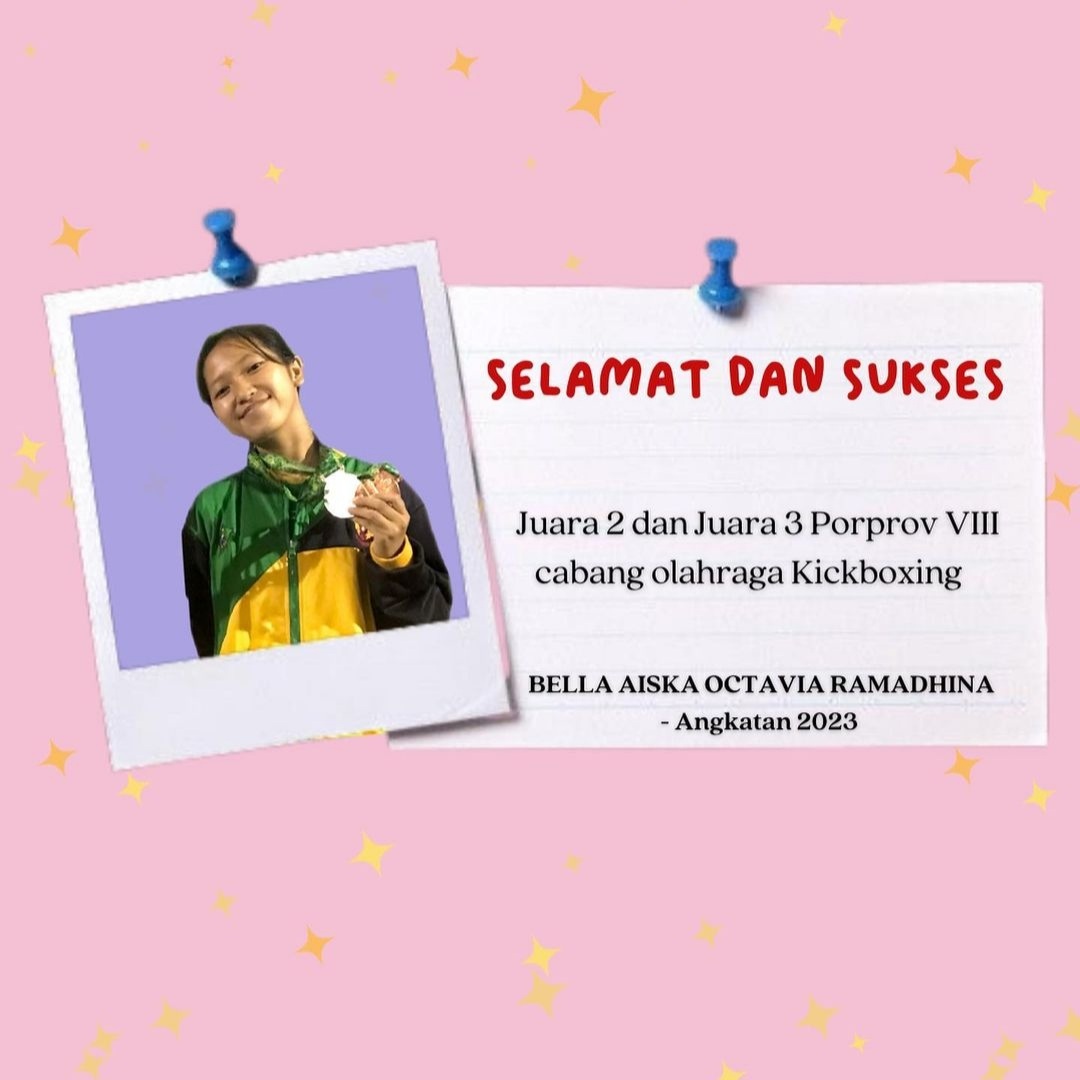 SELAMAT DAN SUKSES
Juara 2 dan Juara 3 Porprov VIII
cabang olahraga Kickboxing
BELLA AISKA OCTAVIA RAMADHINA
- Angkatan 2023